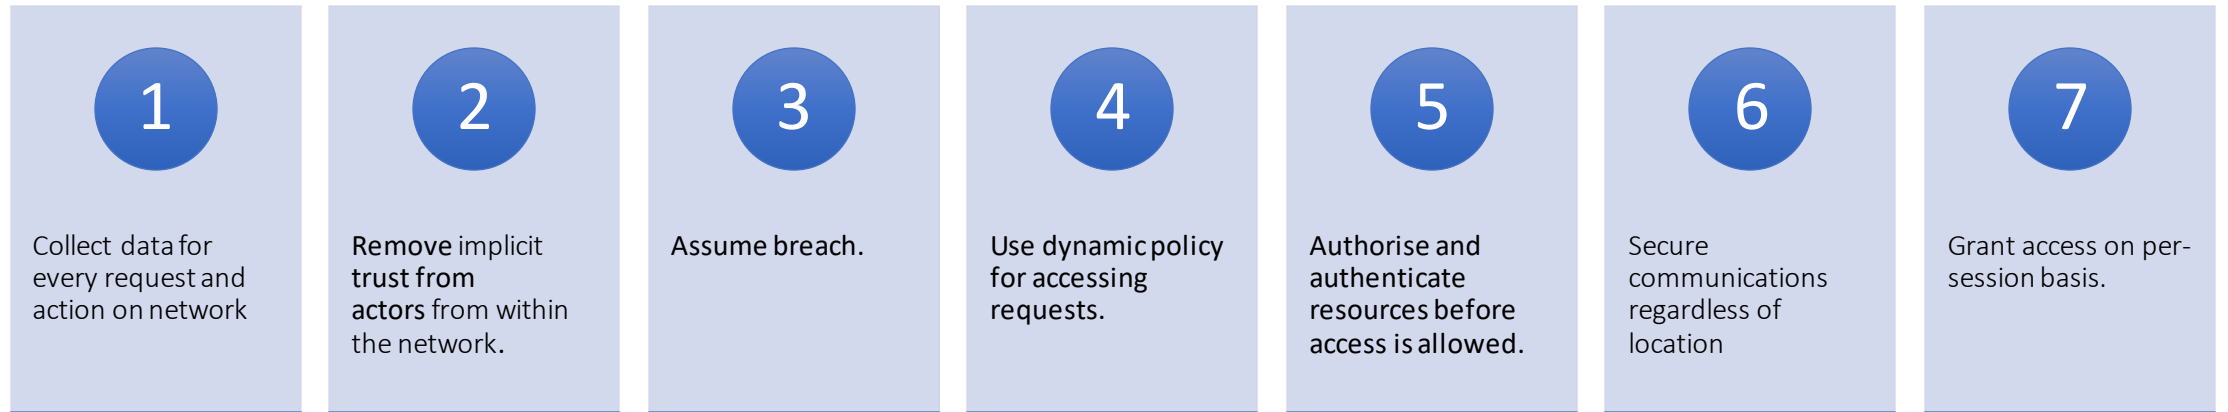 1
Collect data for
every request and
action on network
2
Remove implicit
trust from
actors from within
the network.
3
Assume breach.
4
Use dynamic policy
for accessing
requests.
5
Authorise and
authenticate
resources before
access is allowed.
6
Secure
communications
regardless of
location
7
Grant access on per-
session basis.